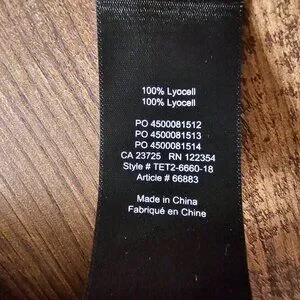 100% Lyocell
100% Lyocell
PO 4500081512
PO 4500081513
PO 4500081514
CA 23725 RN 122354
Style # TET2-6660-18
Article # 66883
Made in China
Fabriqué en Chine